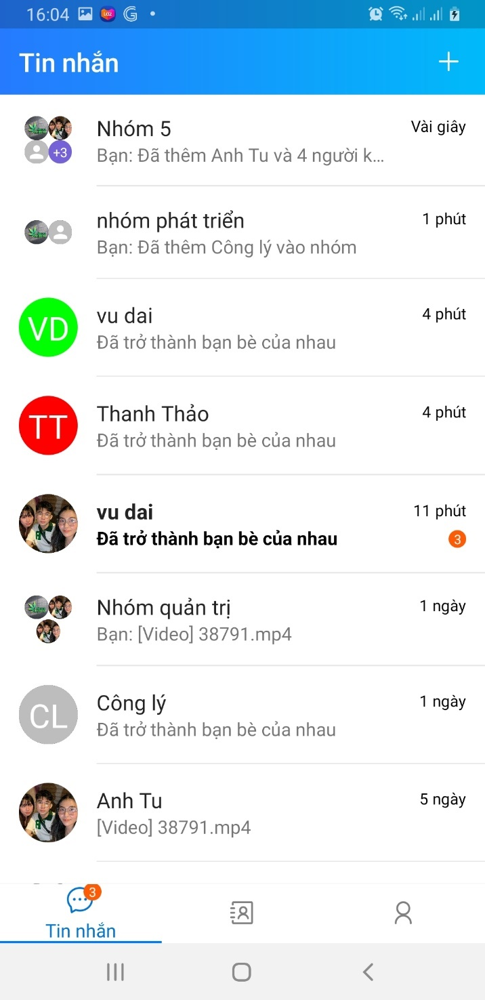 16:04
Laz
Tin nhắn
+3
Nhóm 5
Vài giây
Bạn: Đã thêm Anh Tu và 4 người k...
nhóm phát triển
1 phút
Bạn: Đã thêm Công lý vào nhóm
VD
vu dai
4 phút
Đã trở thành bạn bè của nhau
TT
Thanh Thảo
4 phút
Đã trở thành bạn bè của nhau
vu dai
11 phút
Đã trở thành bạn bè của nhau
3
Nhóm quản trị
1 ngày
Bạn: [Video] 38791.mp4
CL
Công lý
1 ngày
Đã trở thành bạn bè của nhau
Anh Tu
5 ngày
[Video] 38791.mp4
3
Tin nhắn